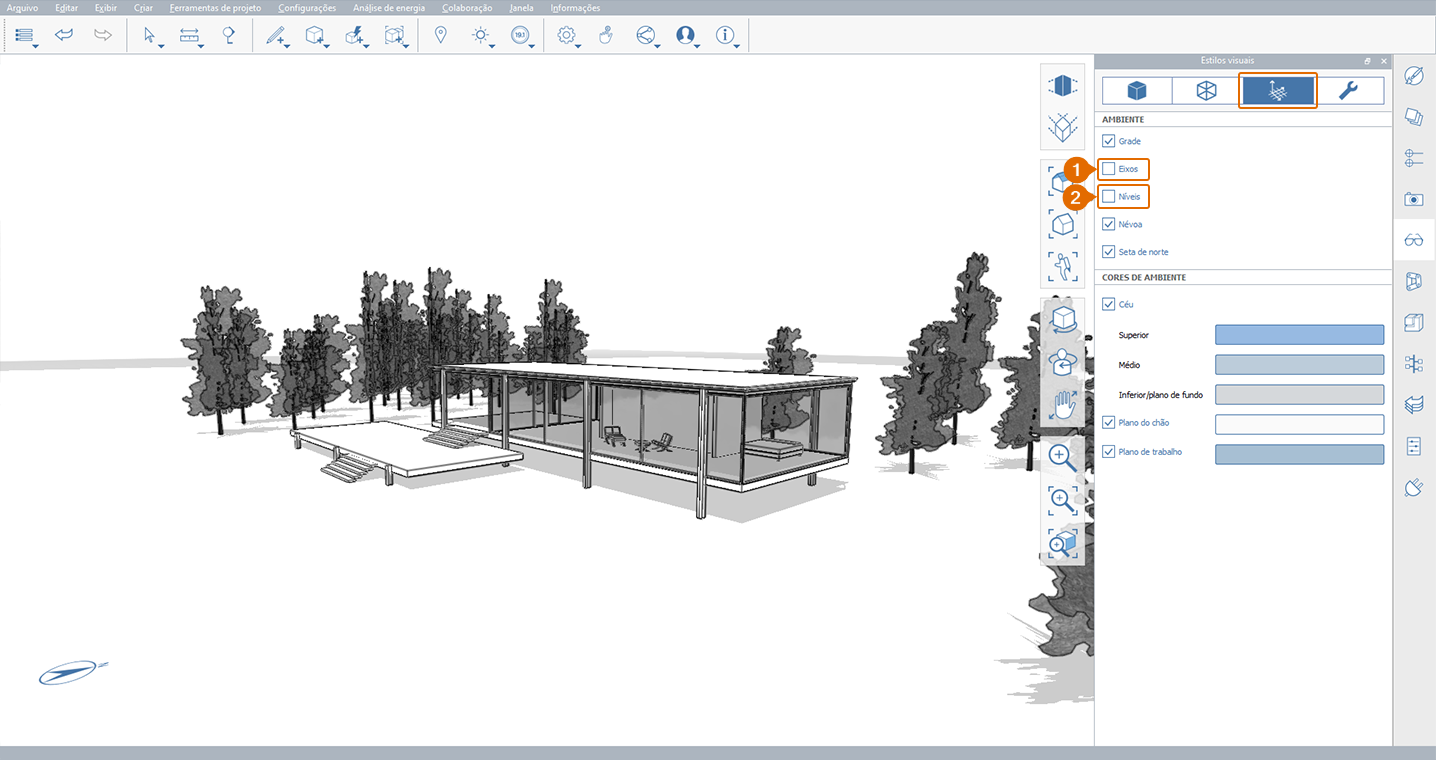 Arquivo Editar Exibir Criar Ferramentas de projeto Configurações Análise de energia Colaboração Janela Informações
19.1
Estilos visuais
AMBIENTE
Grade
1 Eixos
2 Níveis
Névoa
Seta de norte
CORES DE AMBIENTE
Céu
Superior
Médio
Inferior/plano de fundo
Plano do chão
Plano de trabalho